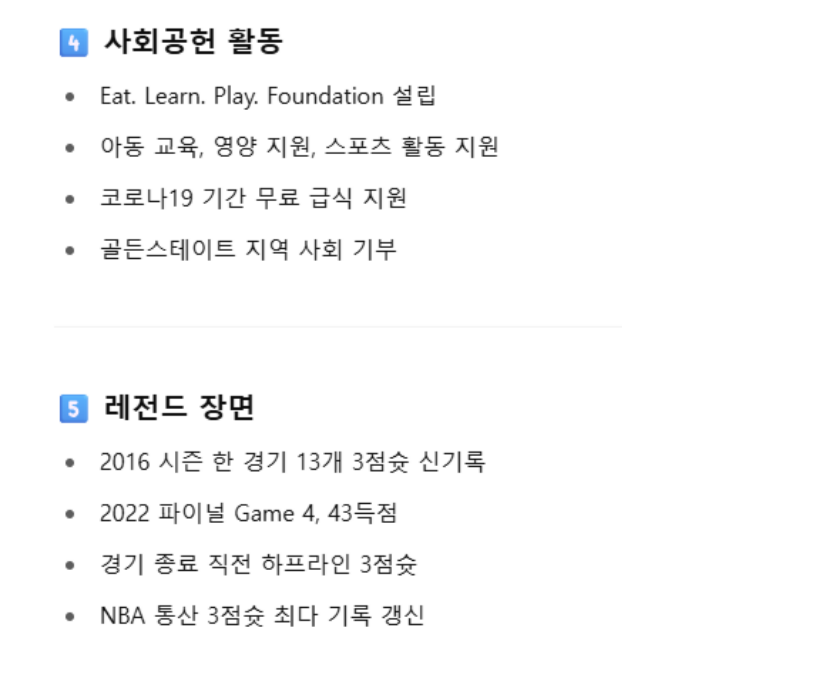 4 사회공헌 활동
Eat. Learn. Play. Foundation 설립
아동 교육, 영양 지원, 스포츠 활동 지원
코로나19 기간 무료 급식 지원
골든스테이트 지역 사회 기부
5 레전드 장면
2016 시즌 한 경기 13개 3점슛 신기록
2022 파이널 Game 4, 43득점
경기 종료 직전 하프라인 3점슛
NBA 통산 3점슛 최다 기록 갱신